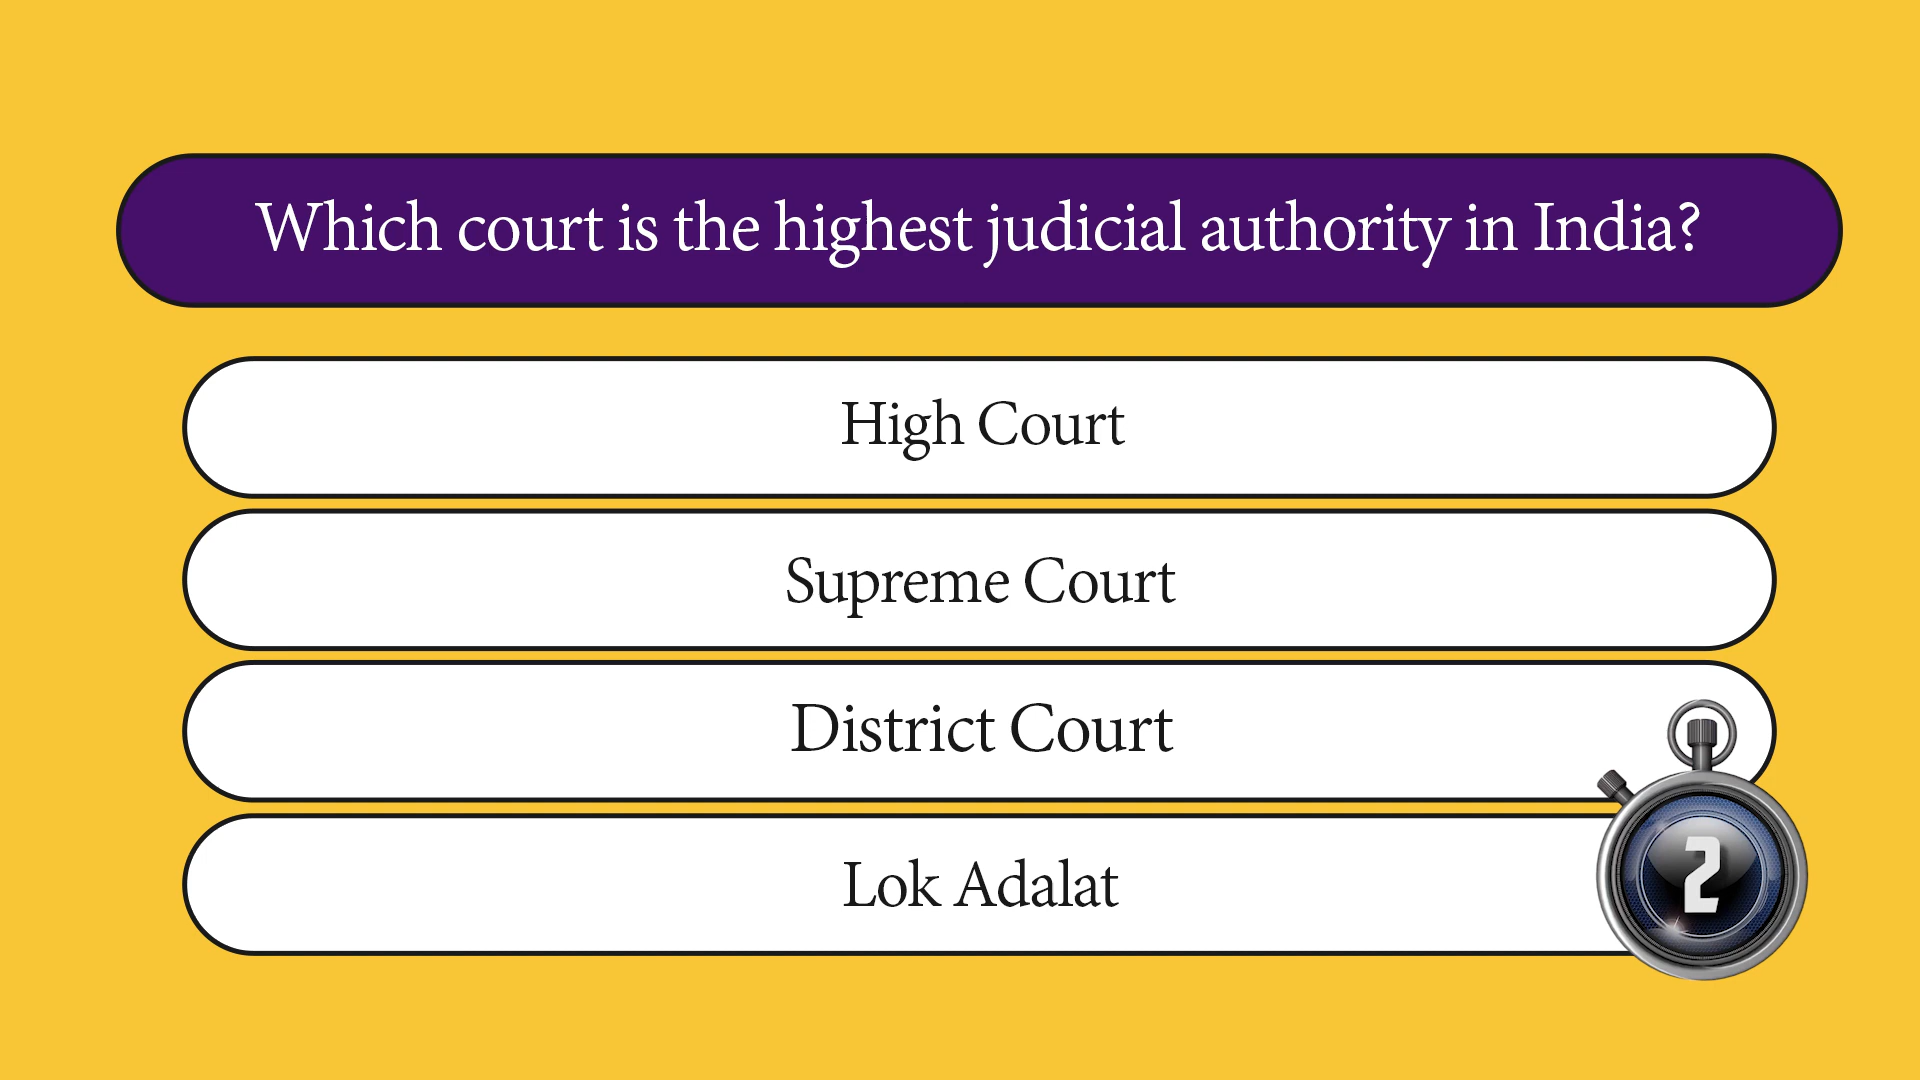 Which court is the highest judicial authority in India?
High Court
Supreme Court
District Court
Lok Adalat
2